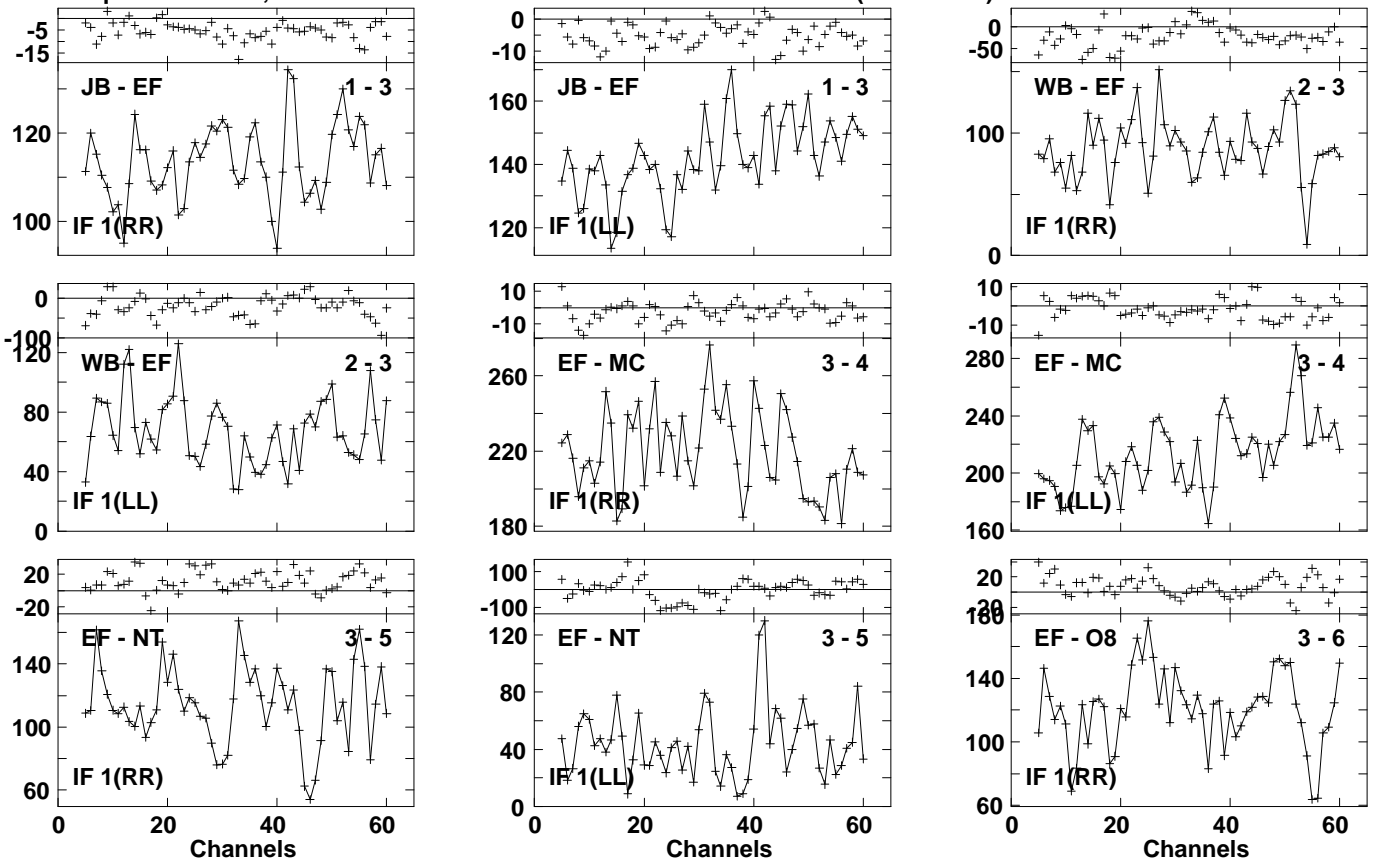 -5
-15
JB - EF 1 - 3
120
100
IF 1(RR)
0
-5
-10
JB - EF 1 - 3
160
140
120
IF 1(LL)
0
-50
WB - EF 2 - 3
100
0
IF 1(RR)
0
-100
WB - EF 2 - 3
120
80
40
0
IF 1(LL)
10
-10
EF - MC 3 - 4
260
220
180
IF 1(RR)
10
-10
EF - MC 3 - 4
280
240
200
160
IF 1(LL)
20
-20
EF - NT 3 - 5
140
100
60
IF 1(RR)
0 20 40 60
Channels
100
-100
EF - NT 3 - 5
120
80
40
0
IF 1(LL)
0 20 40 60
Channels
20
-20
EF - O8 3 - 6
180
140
100
60
IF 1(RR)
0 20 40 60
Channels